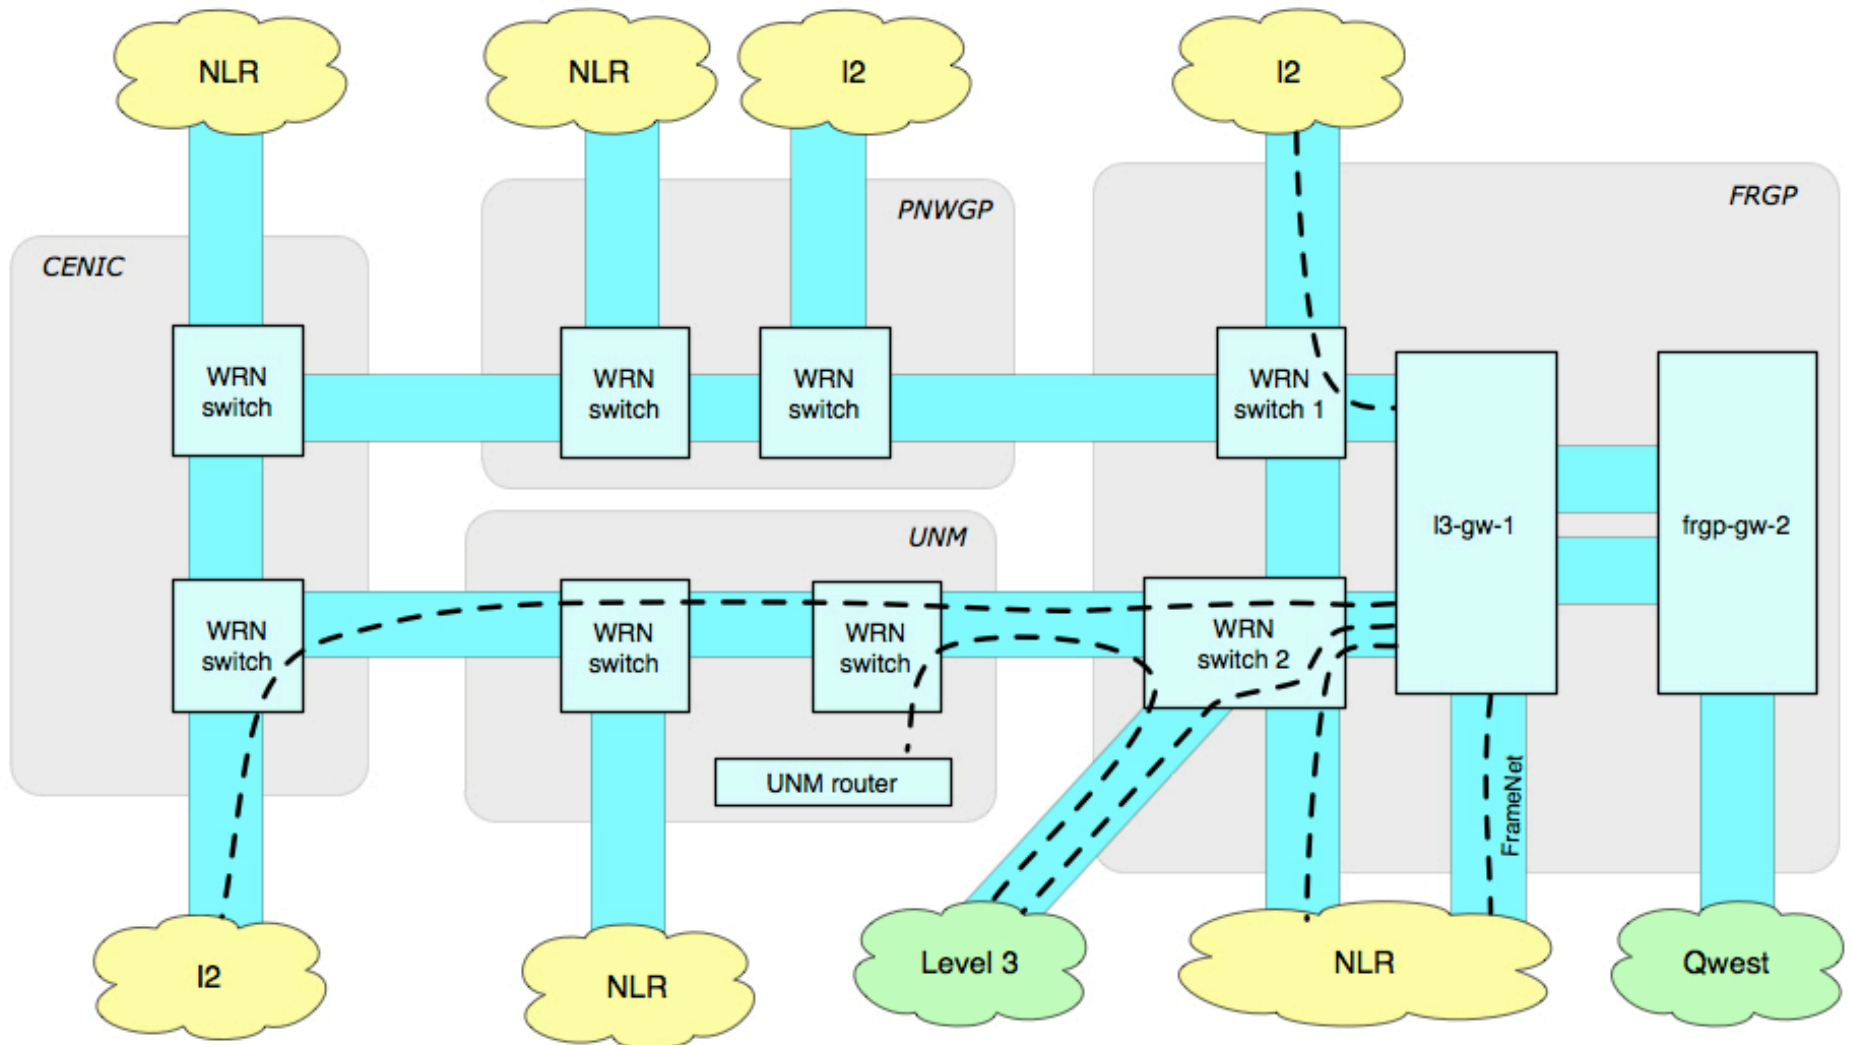 NLR
NLR
I2
I2
CENIC
PNWGP
FRGP
WRN
switch
WRN
switch
WRN
switch
WRN
switch 1
l3-gw-1
frgp-gw-2
UNM
WRN
switch
WRN
switch
WRN
switch
WRN
switch 2
UNM router
FrameNet
I2
NLR
Level 3
NLR
Qwest